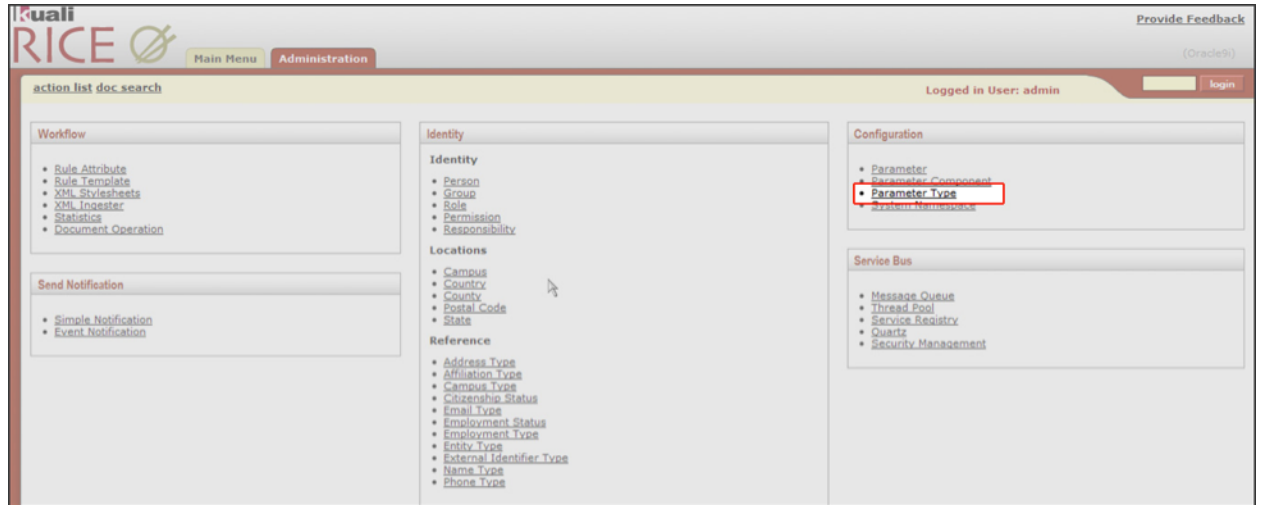 Kuali
RICE
Provide Feedback
Main Menu Administration
(Oracle9i)
action list doc search
Logged in User: admin
login
Workflow
Rule Attribute
Rule Template
XML Stylesheets
XML Ingester
Statistics
Document Operation
Send Notification
Simple Notification
Event Notification
Identity
Identity
Person
Group
Role
Permission
Responsibility
Locations
Campus
Country
County
Postal Code
State
Reference
Address Type
Affiliation Type
Campus Type
Citizenship Status
Email Type
Employment Status
Employment Type
Entity Type
External Identifier Type
Name Type
Phone Type
Configuration
Parameter
Parameter Component
Parameter Type
System Namespace
Service Bus
Message Queue
Thread Pool
Service Registry
Quartz
Security Management